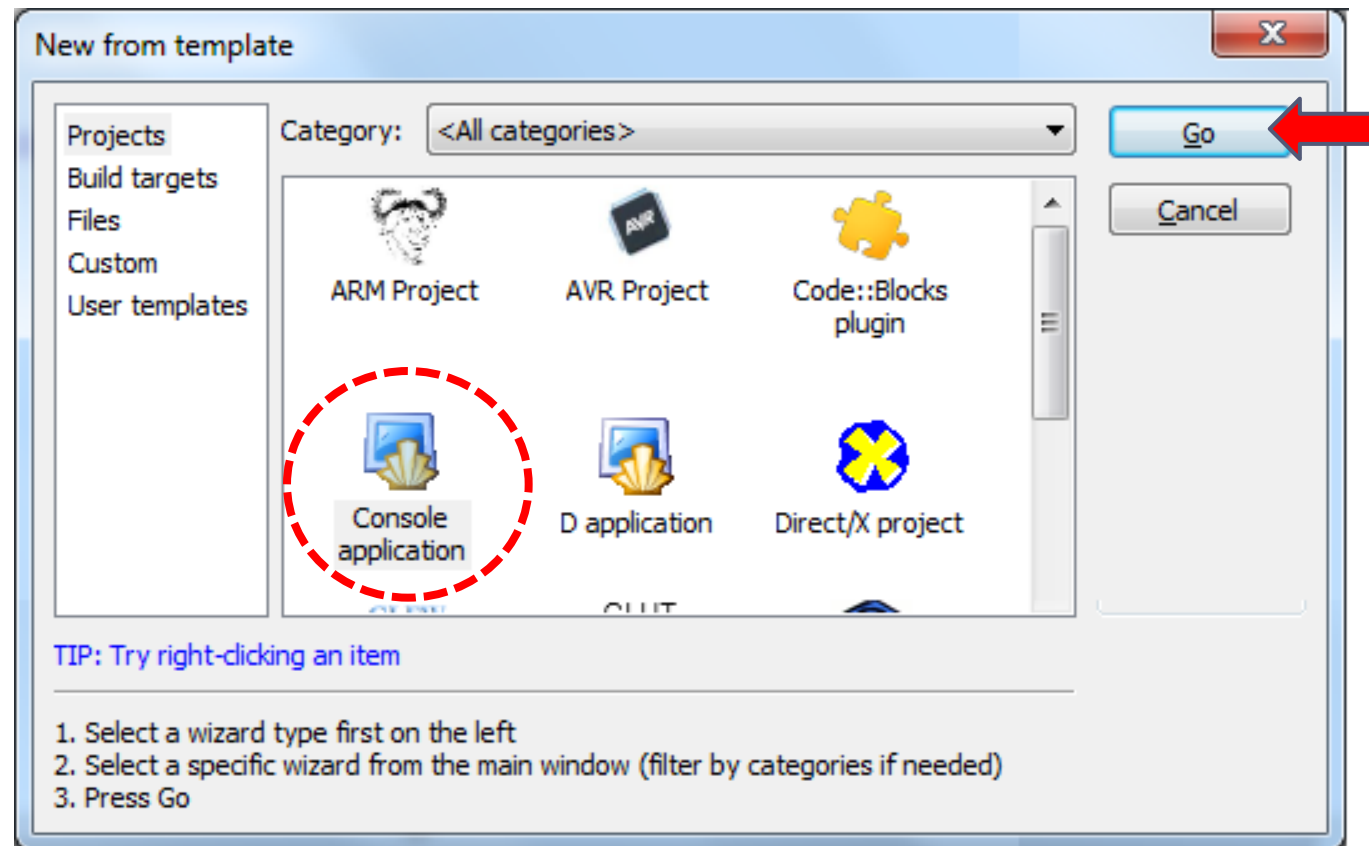 New from template
Projects
Build targets
Files
Custom
User templates
Category: <All categories>
Go
Cancel
ARM Project
AVR
AVR Project
Code::Blocks
plugin
Console
application
D application
Direct/X project
TIP: Try right-clicking an item
1. Select a wizard type first on the left
2. Select a specific wizard from the main window (filter by categories if needed)
3. Press Go